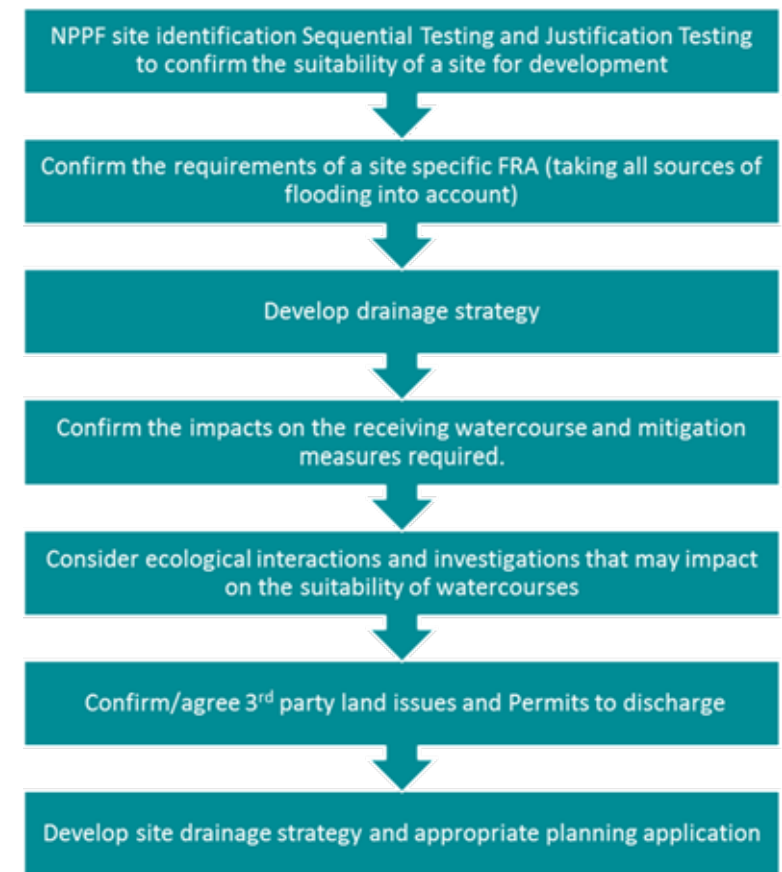 NPPF site identification Sequential Testing and Justification Testing
to confirm the suitability of a site for development
Confirm the requirements of a site specific FRA (taking all sources of
flooding into account)
Develop drainage strategy
Confirm the impacts on the receiving watercourse and mitigation
measures required.
Consider ecological interactions and investigations that may impact
on the suitability of watercourses
Confirm/agree 3rd party land issues and Permits to discharge
Develop site drainage strategy and appropriate planning application